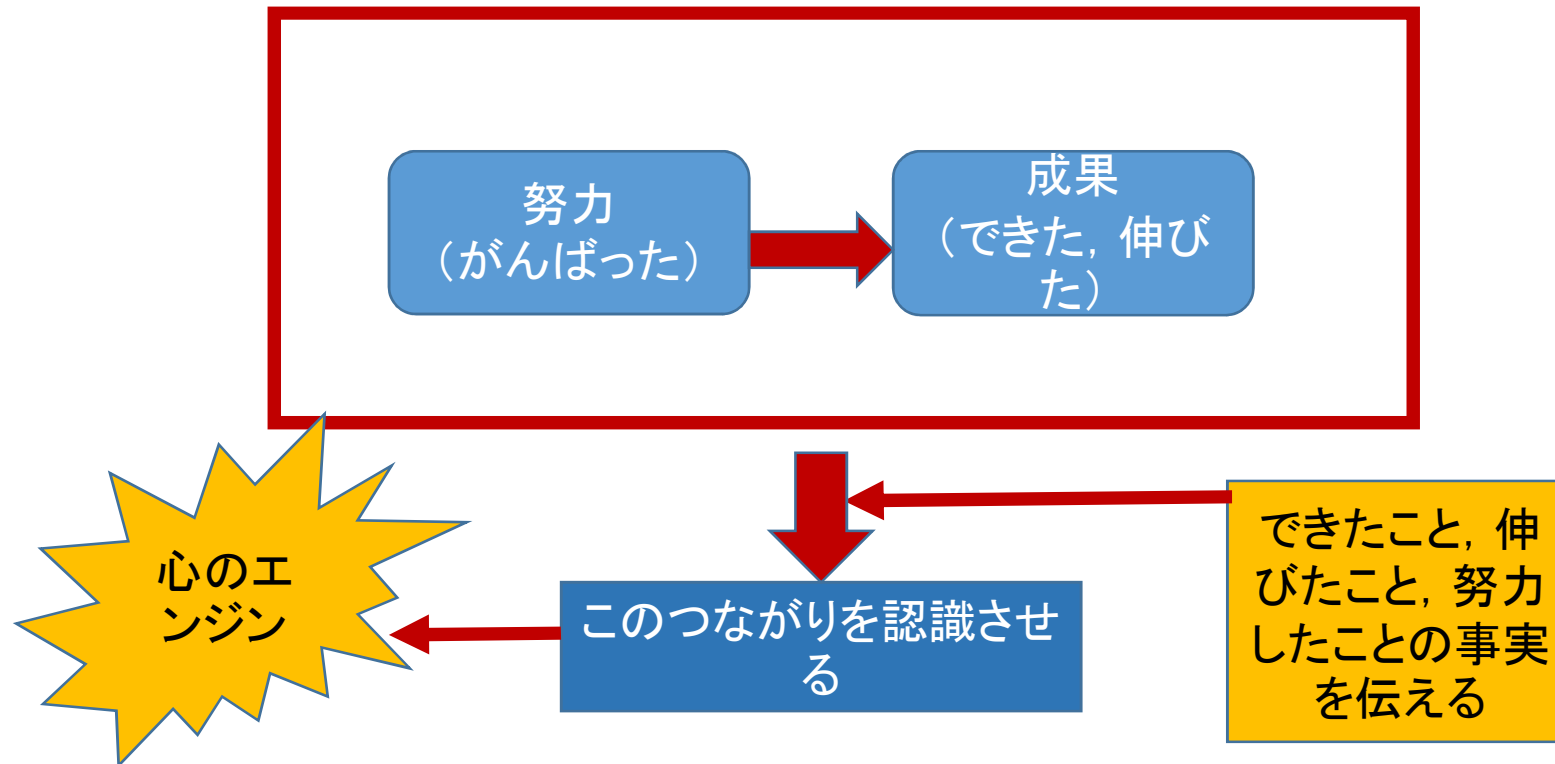 努力
（がんばった）
成果
（できた，伸び
た）
心のエ
ンジン
このつながりを認識させ
る
できたこと，伸
びたこと，努力
したことの事実
を伝える